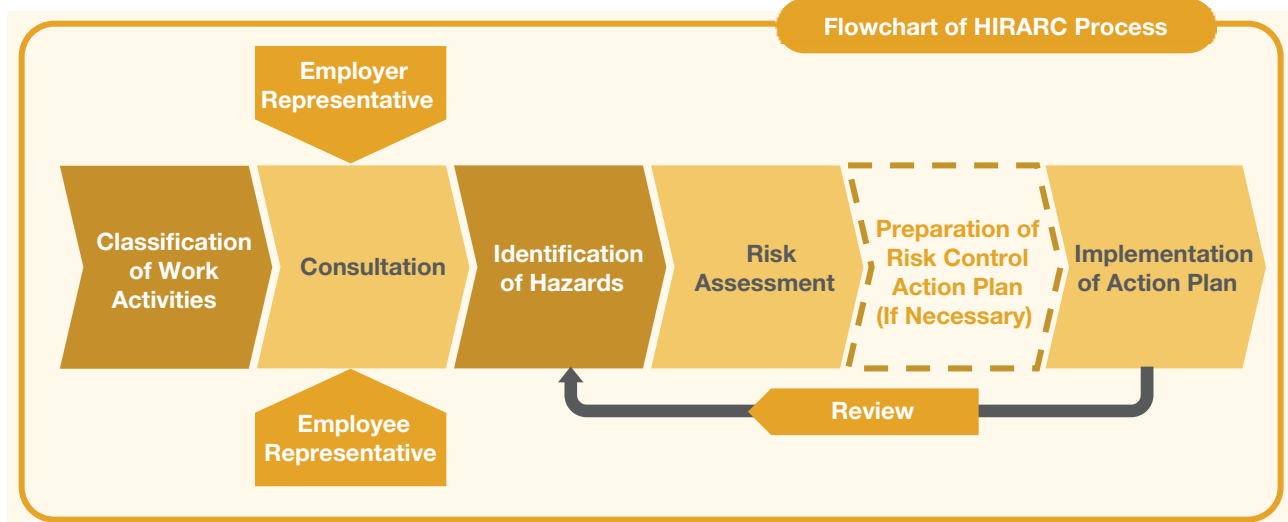 Flowchart of HIRARC Process
Employer
Representative
Classification
of Work
Activities
Consultation
Identification
of Hazards
Risk
Assessment
Preparation of
Risk Control
Action Plan
(If Necessary)
Implementation
of Action Plan
Employee
Representative
Review